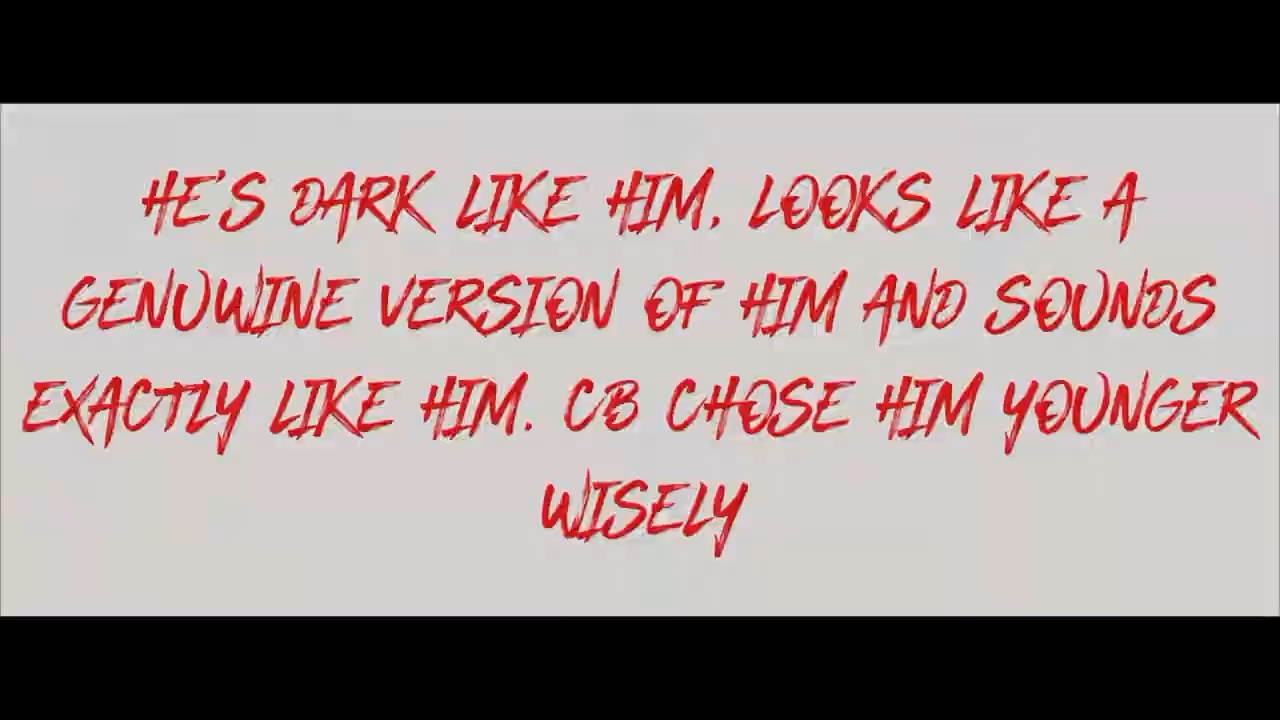 HE'S DARK LIKE HIM, LOOKS LIKE A
GENUWINE VERSION OF HIM AND SOUNDS
EXACTLY LIKE HIM. CB CHOSE HIM YOUNGER
WISELY